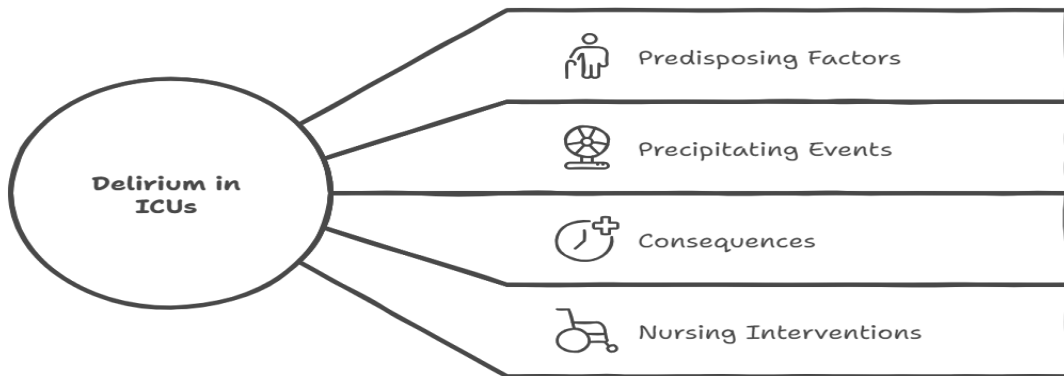 Delirium in
ICUs
Predisposing Factors
Precipitating Events
Consequences
Nursing Interventions